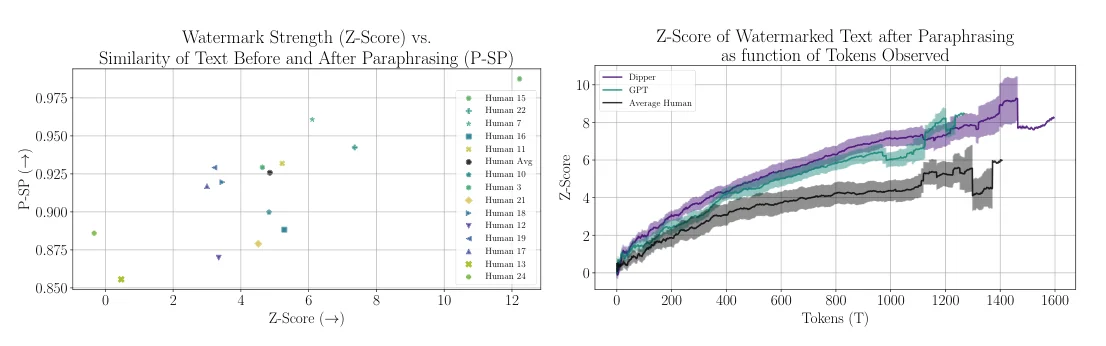 Watermark Strength (Z-Score) vs.
Similarity of Text Before and After Paraphrasing (P-SP)
0.975
0.950
0.925
0.900
0.875
0.850
P-SP (→)
0
2
4
6
8
10
12
Z-Score (→)
Human 15
Human 22
Human 7
Human 16
Human 11
Human Avg
Human 10
Human 3
Human 21
Human 18
Human 12
Human 19
Human 17
Human 13
Human 24
Z-Score of Watermarked Text after Paraphrasing
as function of Tokens Observed
Dipper
GPT
Average Human
10
8
6
4
2
0
Z-Score
0
200
400
600
800
1000
1200
1400
1600
Tokens (T)